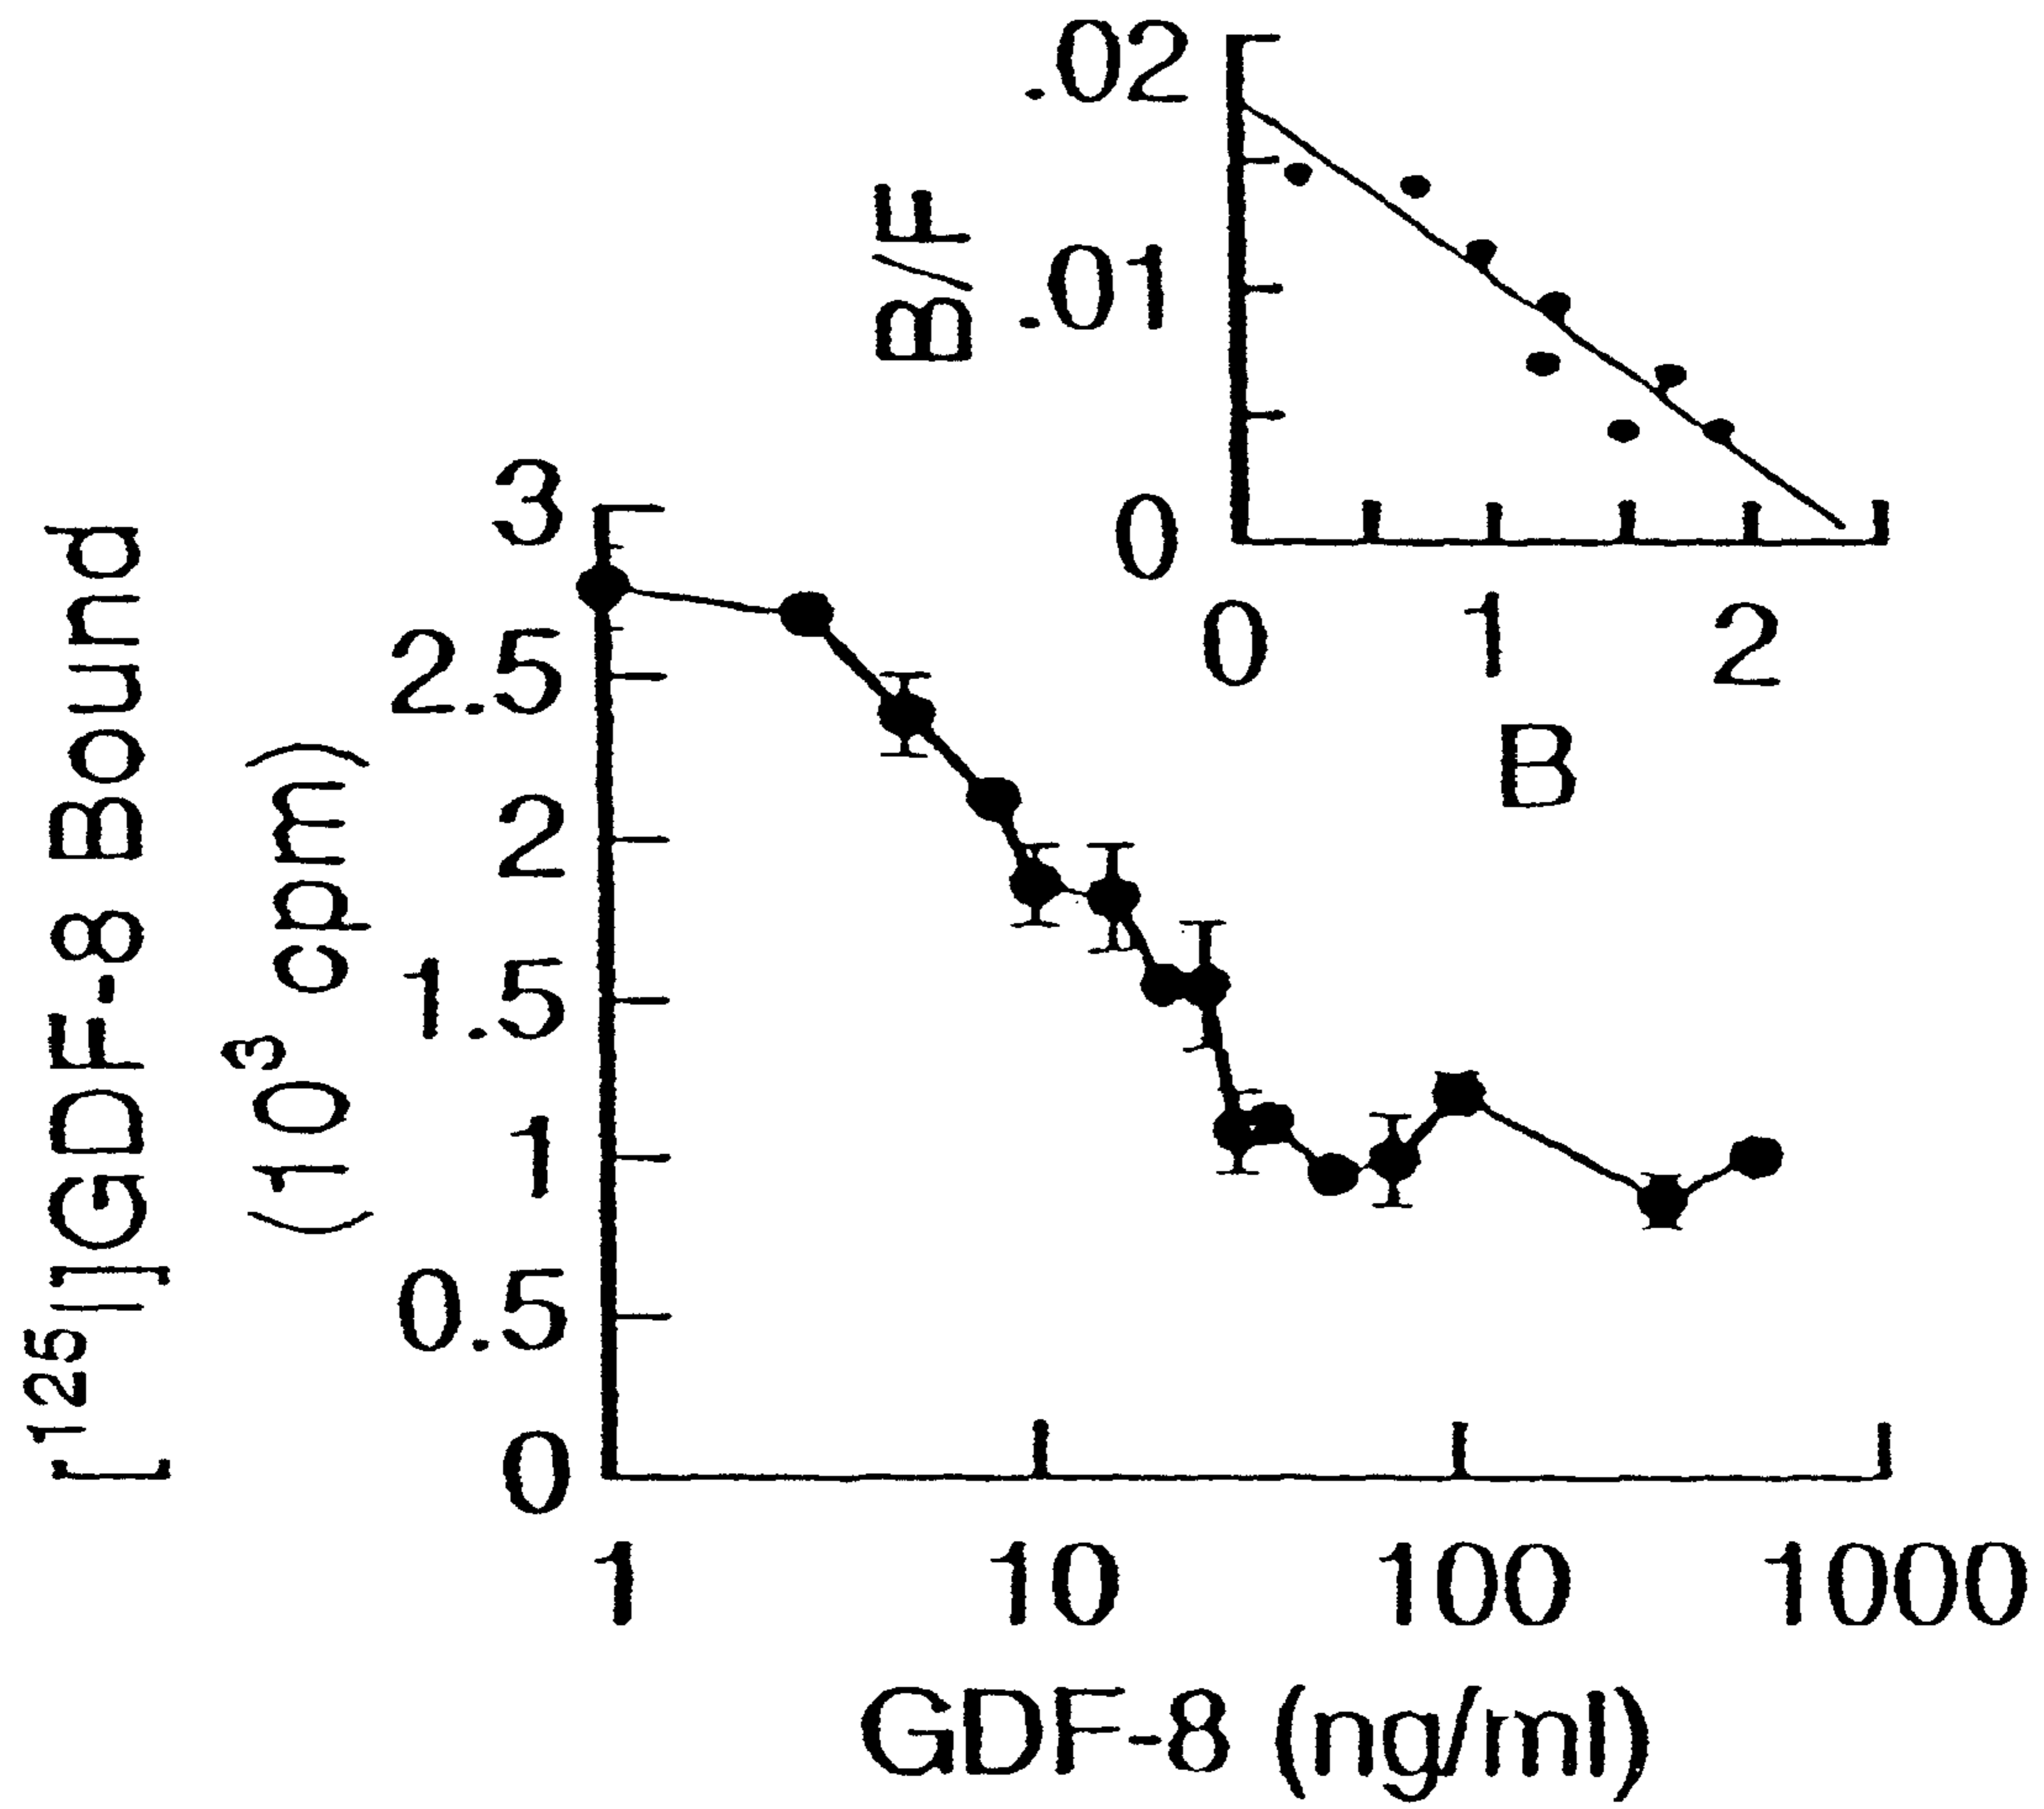 .02
.01
0
B/F
0 1 2
B
3
2.5
2
1.5
1
0.5
0
[¹²⁵I]GDF-8 Bound
(10³ cpm)
1 10 100 1000
GDF-8 (ng/ml)